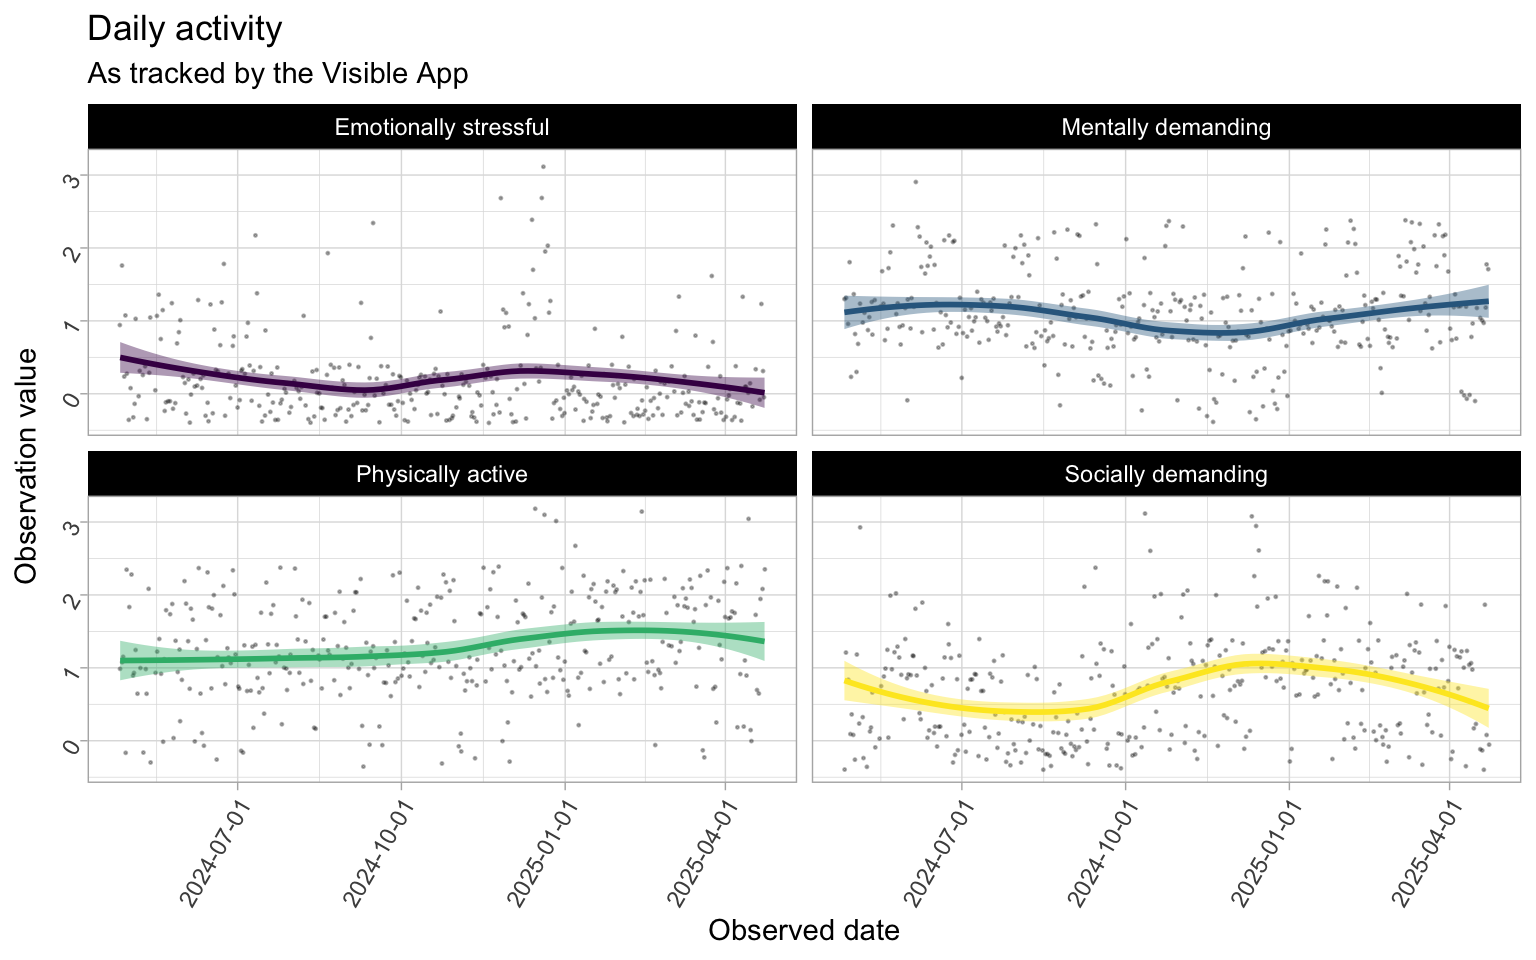 Daily activity
As tracked by the Visible App
Emotionally stressful
Mentally demanding
3
2
1
0
Physically active
Socially demanding
3
2
1
0
Observation value
2024-07-01
2024-10-01
2025-01-01
2025-04-01
2024-07-01
2024-10-01
2025-01-01
2025-04-01
Observed date